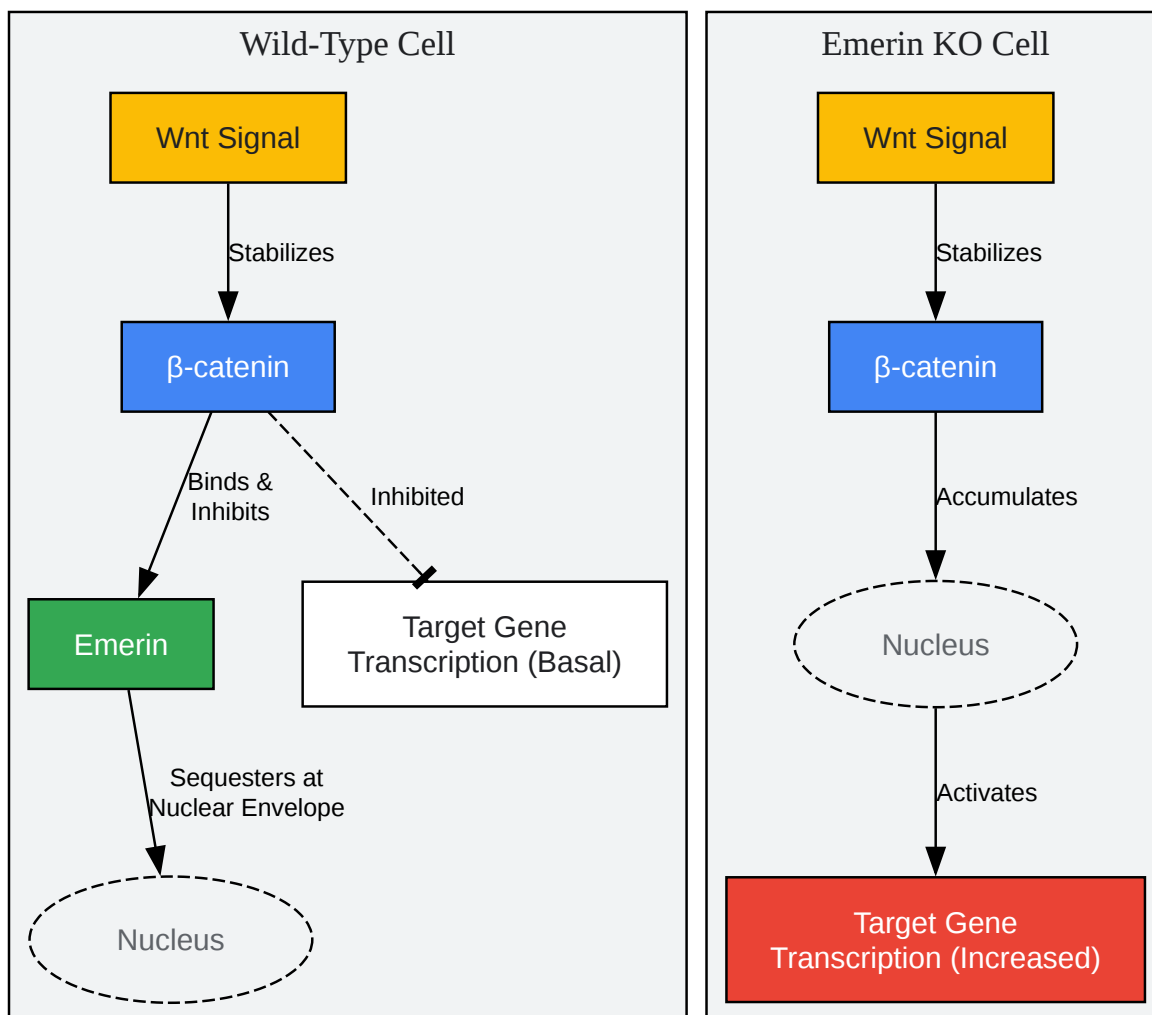 Wild-Type Cell
Wnt Signal
Stabilizes
β-catenin
Binds &
Inhibits
Inhibited
Emerin
Target Gene
Transcription (Basal)
Sequesters at
Nuclear Envelope
Nucleus
Emerin KO Cell
Wnt Signal
Stabilizes
β-catenin
Accumulates
Nucleus
Activates
Target Gene
Transcription (Increased)